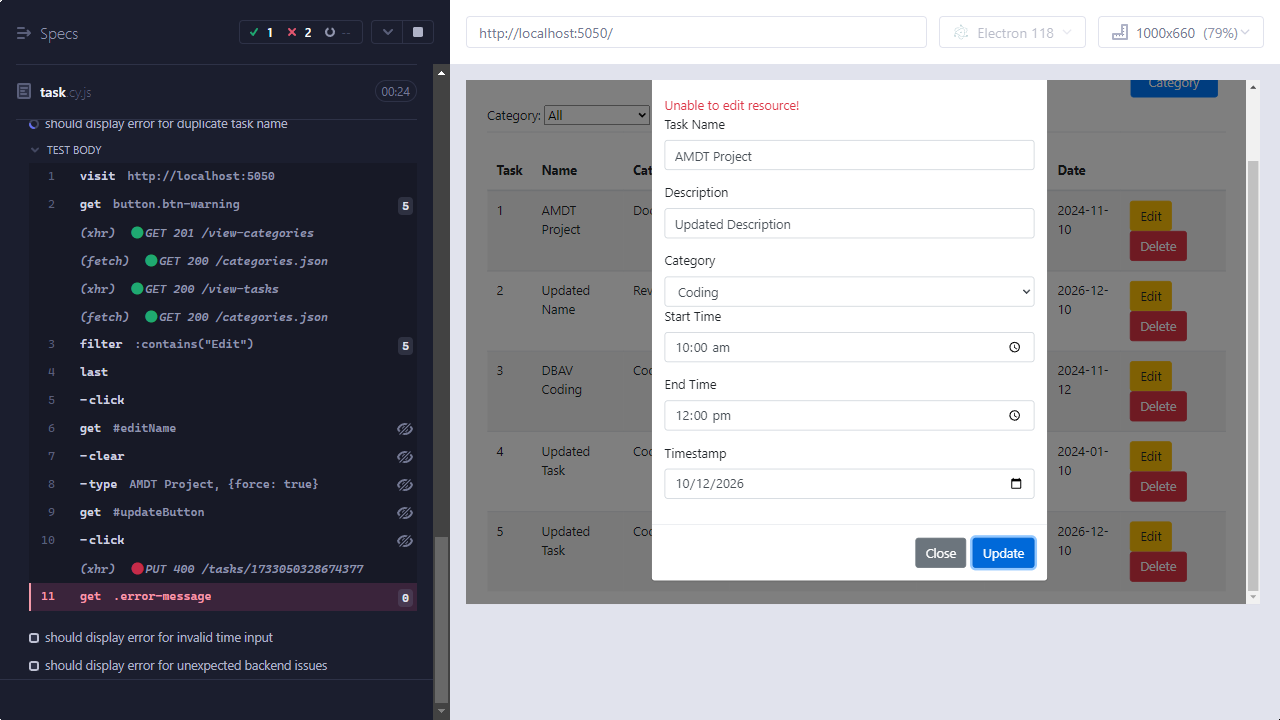 Specs
1
2
--
task.cy.js
00:24
should display error for duplicate task name
TEST BODY
1 visit http://localhost:5050
2 get button.btn-warning 5
(xhr) GET 201 /view-categories
(fetch) GET 200 /categories.json
(xhr) GET 200 /view-tasks
(fetch) GET 200 /categories.json
3 filter :contains("Edit") 5
4 last
5 -click
6 get #editName
7 -clear
8 -type AMDT Project, {force: true}
9 get #updateButton
10 -click
(xhr) PUT 400 /tasks/1733050328674377
11 get .error-message 0
should display error for invalid time input
should display error for unexpected backend issues
http://localhost:5050/
Electron 118
1000x660 (79%)
Category
Category: All
Task Name Cat Date
1 AMDT Project Doc 2024-11-10 Edit Delete
2 Updated Name Rev 2026-12-10 Edit Delete
3 DBAV Coding Coo 2024-11-12 Edit Delete
4 Updated Task Coo 2024-01-10 Edit Delete
5 Updated Task Coo 2026-12-10 Edit Delete
Unable to edit resource!
Task Name
AMDT Project
Description
Updated Description
Category
Coding
Start Time
10:00 am
End Time
12:00 pm
Timestamp
10/12/2026
Close
Update